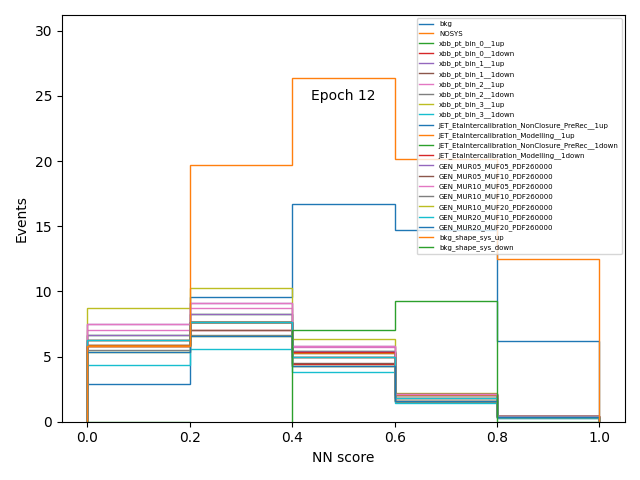 Epoch 12
bkg
NOSYS
xbb_pt_bin_0__1up
xbb_pt_bin_0__1down
xbb_pt_bin_1__1up
xbb_pt_bin_1__1down
xbb_pt_bin_2__1up
xbb_pt_bin_2__1down
xbb_pt_bin_3__1up
xbb_pt_bin_3__1down
JET_EtaIntercalibration_NonClosure_PreRec__1up
JET_EtaIntercalibration_Modelling__1up
JET_EtaIntercalibration_NonClosure_PreRec__1down
JET_EtaIntercalibration_Modelling__1down
GEN_MUR05_MUF05_PDF260000
GEN_MUR05_MUF10_PDF260000
GEN_MUR10_MUF05_PDF260000
GEN_MUR10_MUF10_PDF260000
GEN_MUR10_MUF20_PDF260000
GEN_MUR20_MUF10_PDF260000
GEN_MUR20_MUF20_PDF260000
bkg_shape_sys_up
bkg_shape_sys_down
Events
30
25
20
15
10
5
0
0.0 0.2 0.4 0.6 0.8 1.0
NN score